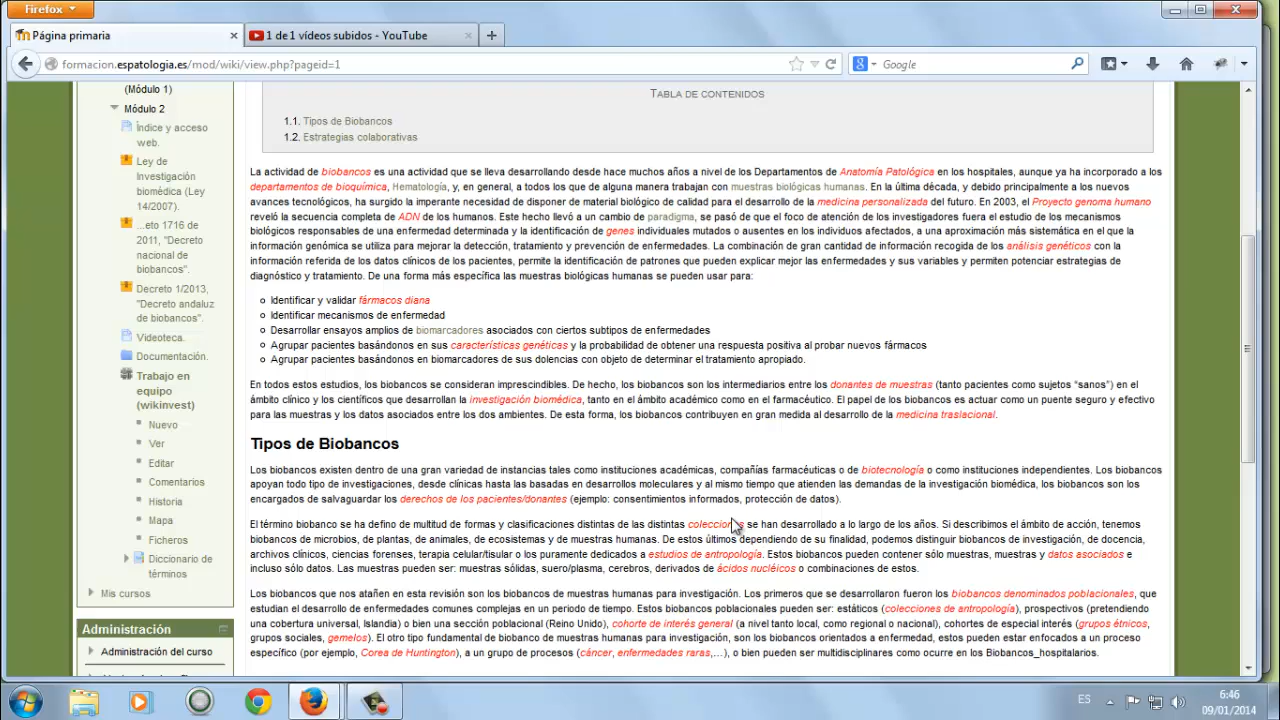 Firefox
Página primaria
1 de 1 vídeos subidos - YouTube
formacion.espatologia.es/mod/wiki/view.php?pageid=1
Google
(Módulo 1)
Módulo 2
Índice y acceso
web.
Ley de
Investigación
biomédica (Ley
14/2007).
...eto 1716 de
2011, "Decreto
nacional de
biobancos".
Decreto 1/2013,
"Decreto andaluz
de biobancos".
Videoteca.
Documentación.
Trabajo en
equipo
(wikinvest)
Nuevo
Ver
Editar
Comentarios
Historia
Mapa
Ficheros
Diccionario de
términos
Mis cursos
Administración
Administración del curso
TABLA DE CONTENIDOS
1.1. Tipos de Biobancos
1.2. Estrategias colaborativas
La actividad de biobancos es una actividad que se lleva desarrollando desde hace muchos años a nivel de los Departamentos de Anatomía Patológica en los hospitales, aunque ya ha incorporado a los
departamentos de bioquímica, Hematología, y, en general, a todos los que de alguna manera trabajan con muestras biológicas humanas. En la última década, y debido principalmente a los nuevos
avances tecnológicos, ha surgido la imperante necesidad de disponer de material biológico de calidad para el desarrollo de la medicina personalizada del futuro. En 2003, el Proyecto genoma humano
reveló la secuencia completa de ADN de los humanos. Este hecho llevó a un cambio de paradigma, se pasó de que el foco de atención de los investigadores fuera el estudio de los mecanismos
biológicos responsables de una enfermedad determinada y la identificación de genes individuales mutados o ausentes en los individuos afectados, a una aproximación más sistemática en el que la
información genómica se utiliza para mejorar la detección, tratamiento y prevención de enfermedades. La combinación de gran cantidad de información recogida de los análisis genéticos con la
información referida de los datos clínicos de los pacientes, permite la identificación de patrones que pueden explicar mejor las enfermedades y sus variables y permiten potenciar estrategias de
diagnóstico y tratamiento. De una forma más específica las muestras biológicas humanas se pueden usar para:
Identificar y validar fármacos diana
Identificar mecanismos de enfermedad
Desarrollar ensayos amplios de biomarcadores asociados con ciertos subtipos de enfermedades
Agrupar pacientes basándonos en sus características genéticas y la probabilidad de obtener una respuesta positiva al probar nuevos fármacos
Agrupar pacientes basándonos en biomarcadores de sus dolencias con objeto de determinar el tratamiento apropiado.
En todos estos estudios, los biobancos se consideran imprescindibles. De hecho, los biobancos son los intermediarios entre los donantes de muestras (tanto pacientes como sujetos “sanos”) en el
ámbito clínico y los científicos que desarrollan la investigación biomédica, tanto en el ámbito académico como en el farmacéutico. El papel de los biobancos es actuar como un puente seguro y efectivo
para las muestras y los datos asociados entre los dos ambientes. De esta forma, los biobancos contribuyen en gran medida al desarrollo de la medicina traslacional.
Tipos de Biobancos
Los biobancos existen dentro de una gran variedad de instancias tales como instituciones académicas, compañías farmacéuticas o de biotecnología o como instituciones independientes. Los biobancos
apoyan todo tipo de investigaciones, desde clínicas hasta las basadas en desarrollos moleculares y al mismo tiempo que atienden las demandas de la investigación biomédica, los biobancos son los
encargados de salvaguardar los derechos de los pacientes/donantes (ejemplo: consentimientos informados, protección de datos).
El término biobanco se ha defino de multitud de formas y clasificaciones distintas de las distintas colecciones se han desarrollado a lo largo de los años. Si describimos el ámbito de acción, tenemos
biobancos de microbios, de plantas, de animales, de ecosistemas y de muestras humanas. De estos últimos dependiendo de su finalidad, podemos distinguir biobancos de investigación, de docencia,
archivos clínicos, ciencias forenses, terapia celular/tisular o los puramente dedicados a estudios de antropología. Estos biobancos pueden contener sólo muestras, muestras y datos asociados e
incluso sólo datos. Las muestras pueden ser: muestras sólidas, suero/plasma, cerebros, derivados de ácidos nucléicos o combinaciones de estos.
Los biobancos que nos atañen en esta revisión son los biobancos de muestras humanas para investigación. Los primeros que se desarrollaron fueron los biobancos denominados poblacionales, que
estudian el desarrollo de enfermedades comunes complejas en un periodo de tiempo. Estos biobancos poblacionales pueden ser: estáticos (colecciones de antropología), prospectivos (pretendiendo
una cobertura universal, Islandia) o bien una sección poblacional (Reino Unido), cohorte de interés general (a nivel tanto local, como regional o nacional), cohortes de especial interés (grupos étnicos,
grupos sociales, gemelos). El otro tipo fundamental de biobanco de muestras humanas para investigación, son los biobancos orientados a enfermedad, estos pueden estar enfocados a un proceso
específico (por ejemplo, Corea de Huntington), a un grupo de procesos (cáncer, enfermedades raras,...), o bien pueden ser multidisciplinares como ocurre en los Biobancos_hospitalarios.
ES
6:46
09/01/2014